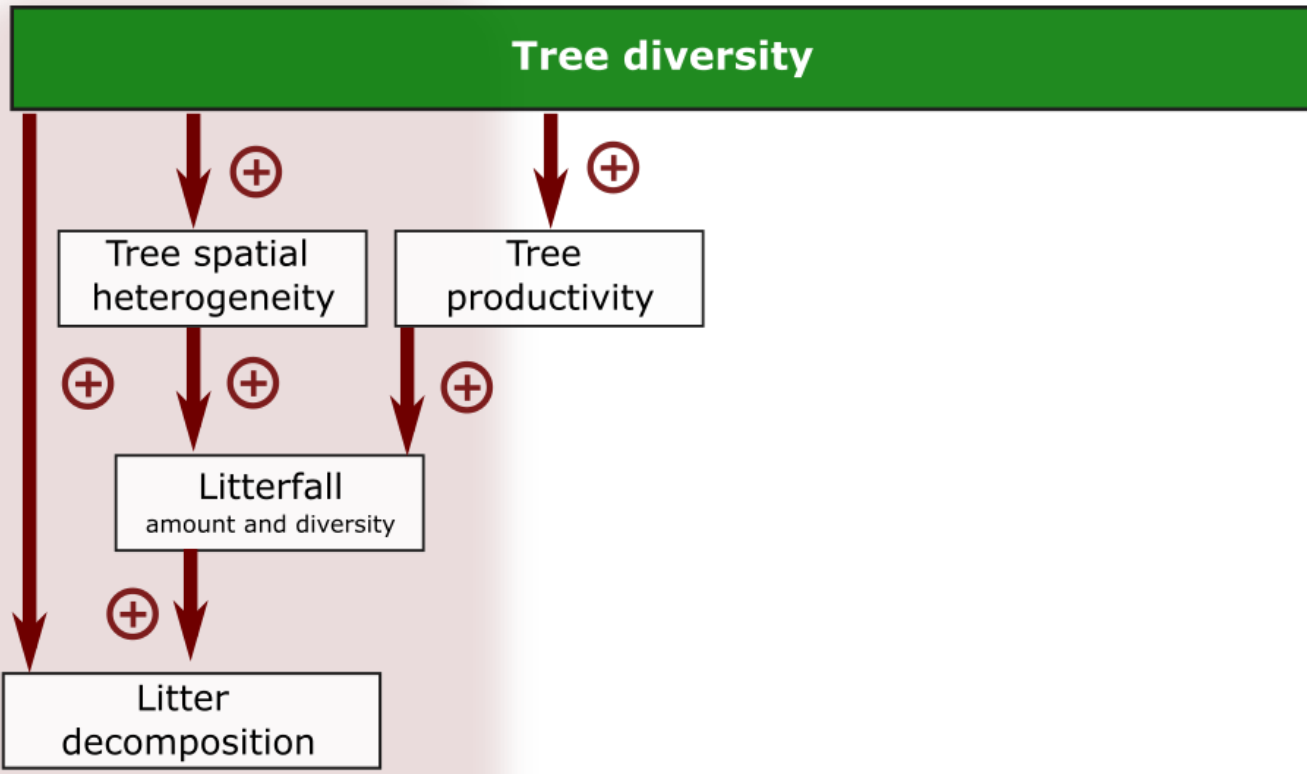 Tree diversity
+
+
Tree spatial
heterogeneity
Tree
productivity
+
+
+
Litterfall
amount and diversity
+
Litter
decomposition